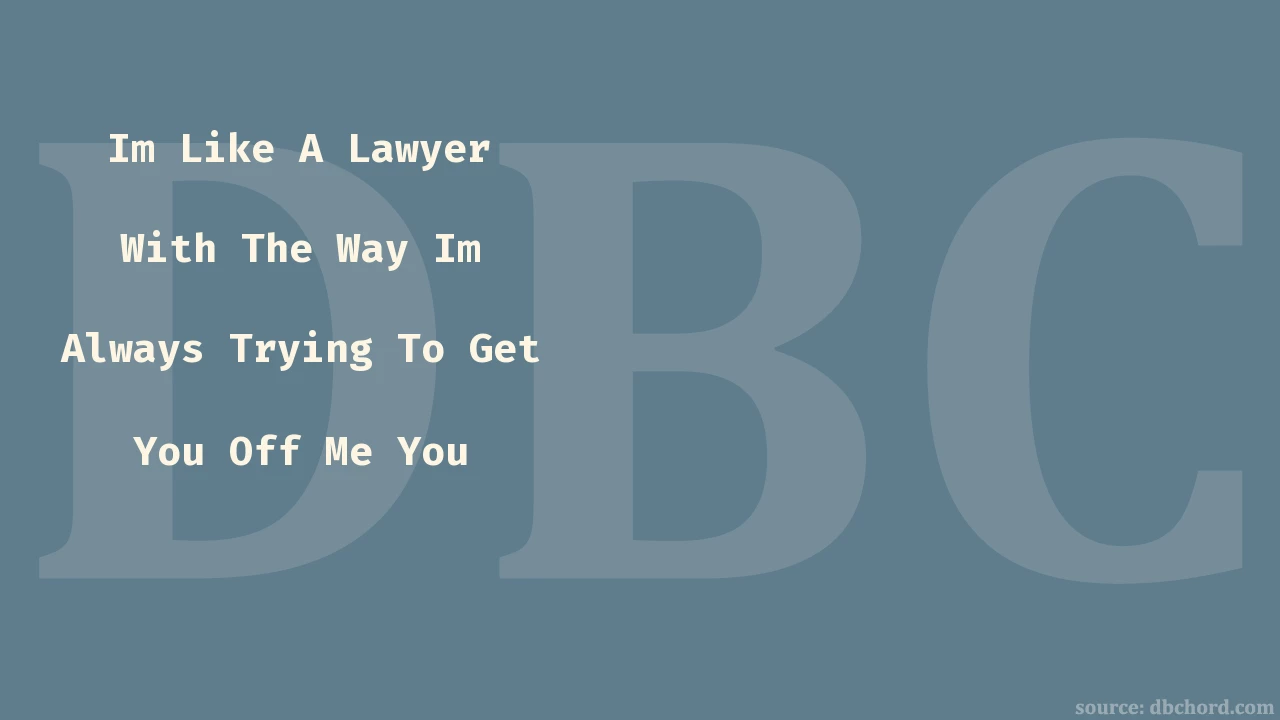 Im Like A Lawyer
With The Way Im
Always Trying To Get
You Off Me You
DBC
source: dbchord.com